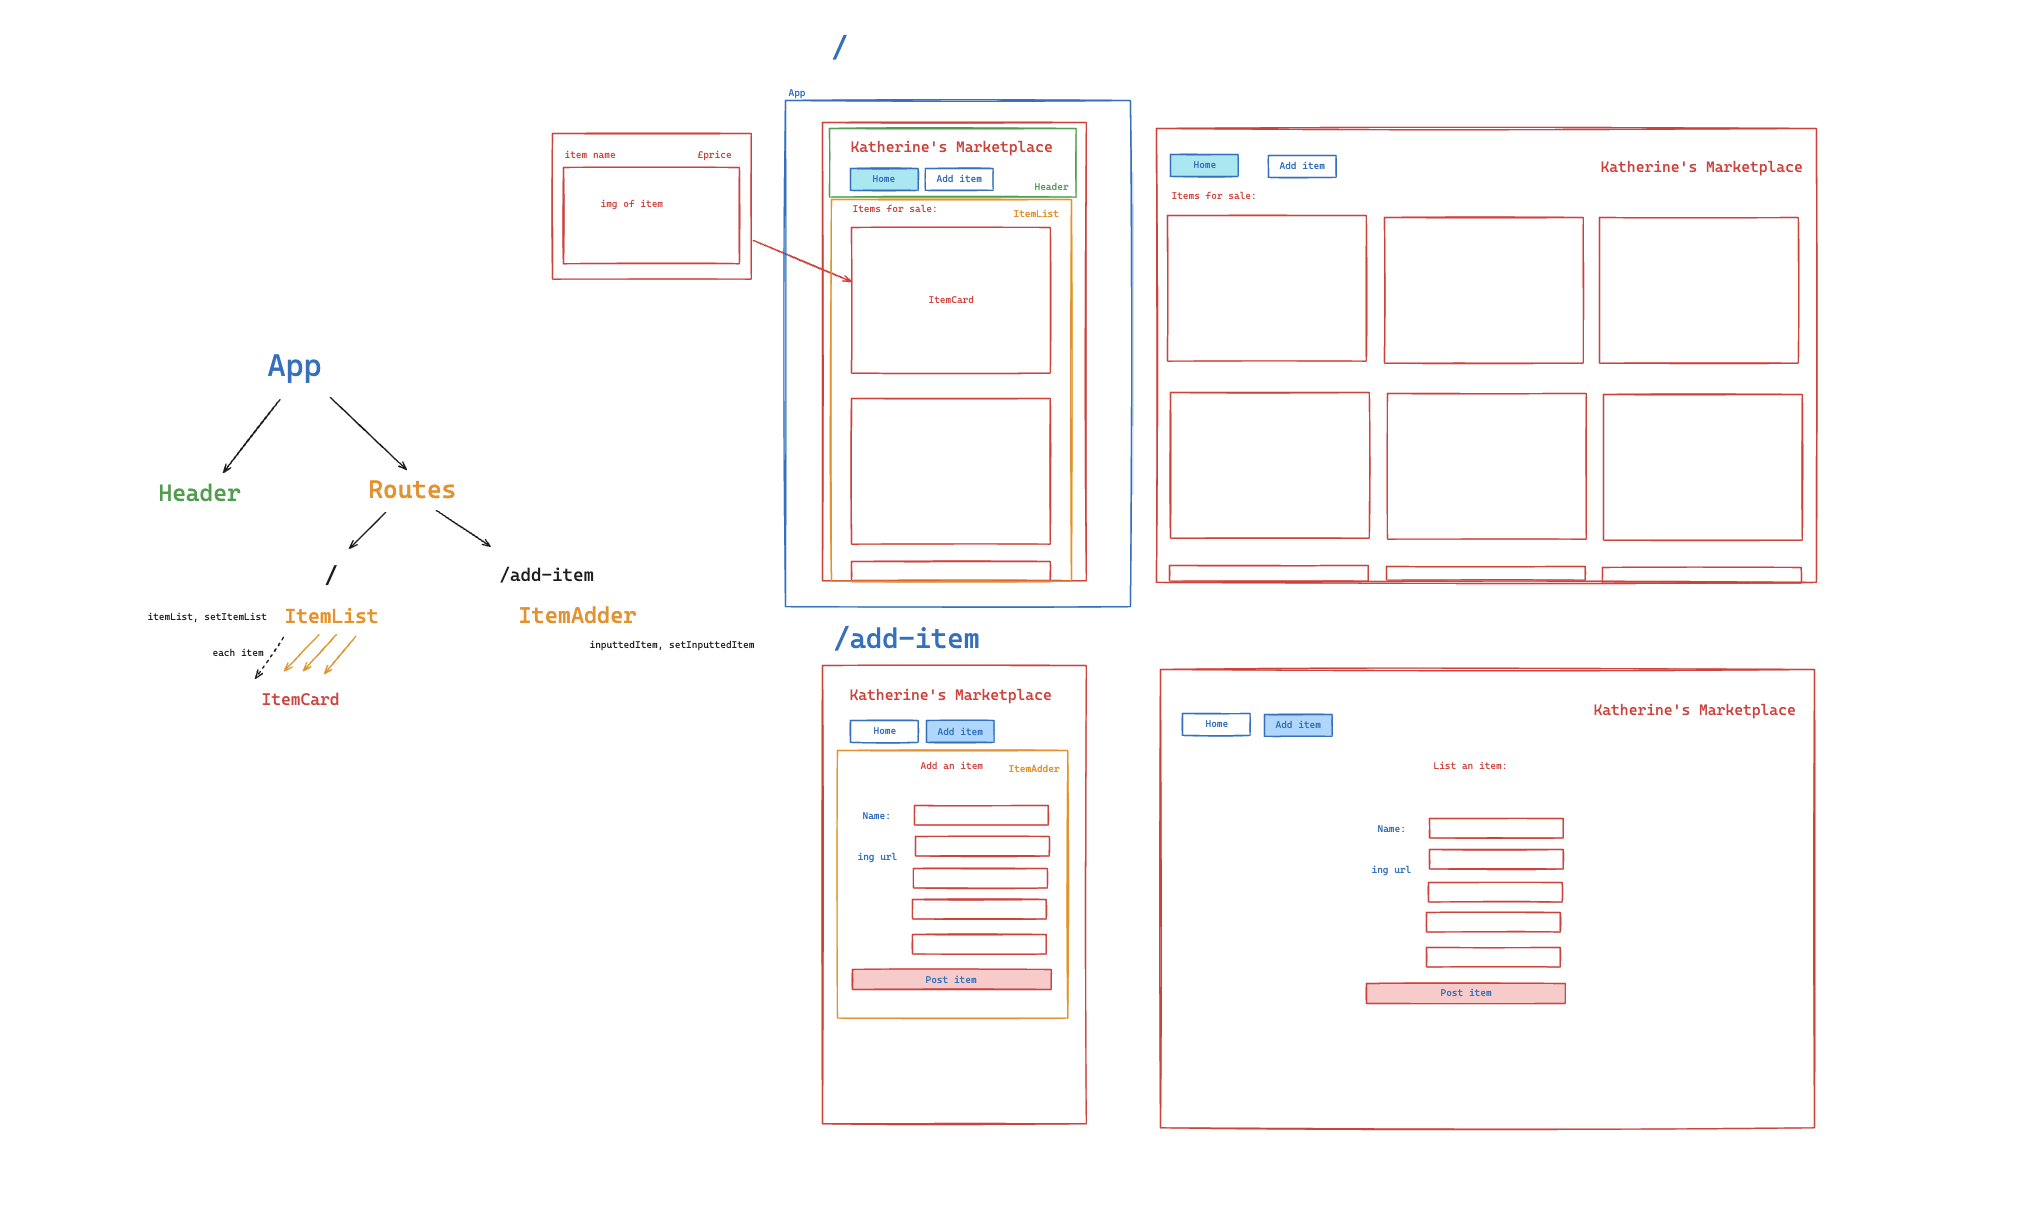 /
App
item name
£price
img of item
Katherine's Marketplace
Home
Add item
Header
Items for sale:
ItemList
ItemCard
Home
Add item
Katherine's Marketplace
Items for sale:
App
Header
Routes
/
/add-item
itemList, setItemList
ItemList
ItemAdder
each item
inputtedItem, setInputtedItem
ItemCard
/add-item
Katherine's Marketplace
Home
Add item
Add an item
ItemAdder
Name:
ing url
Post item
Katherine's Marketplace
Home
Add item
List an item:
Name:
ing url
Post item